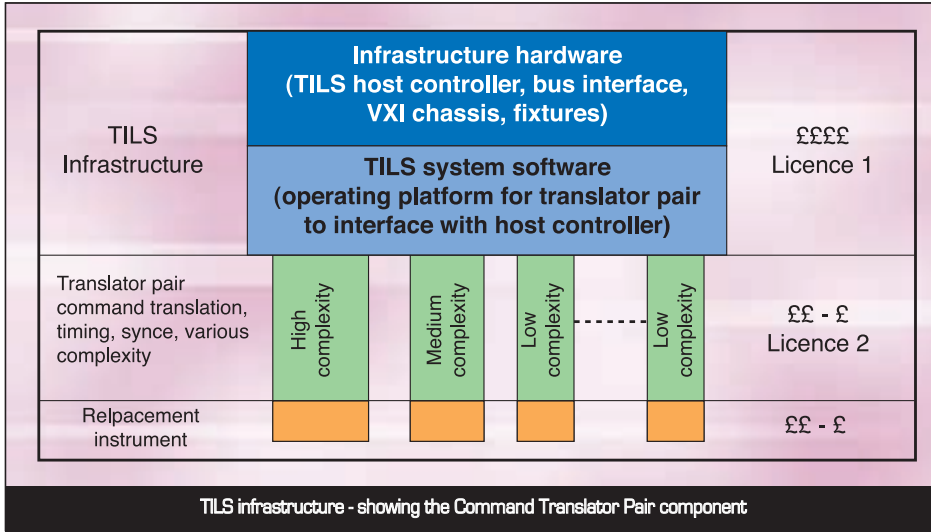 TILS
Infrastructure
Infrastructure hardware
(TILS host controller, bus interface,
VXI chassis, fixtures)
TILS system software
(operating platform for translator pair
to interface with host controller)
££££
Licence 1
Translator pair
command translation,
timing, synce, various
complexity
High
complexity
Medium
complexity
Low
complexity
Low
complexity
££ - £
Licence 2
Relpacement
instrument
££ - £
TILS infrastructure - showing the Command Translator Pair component